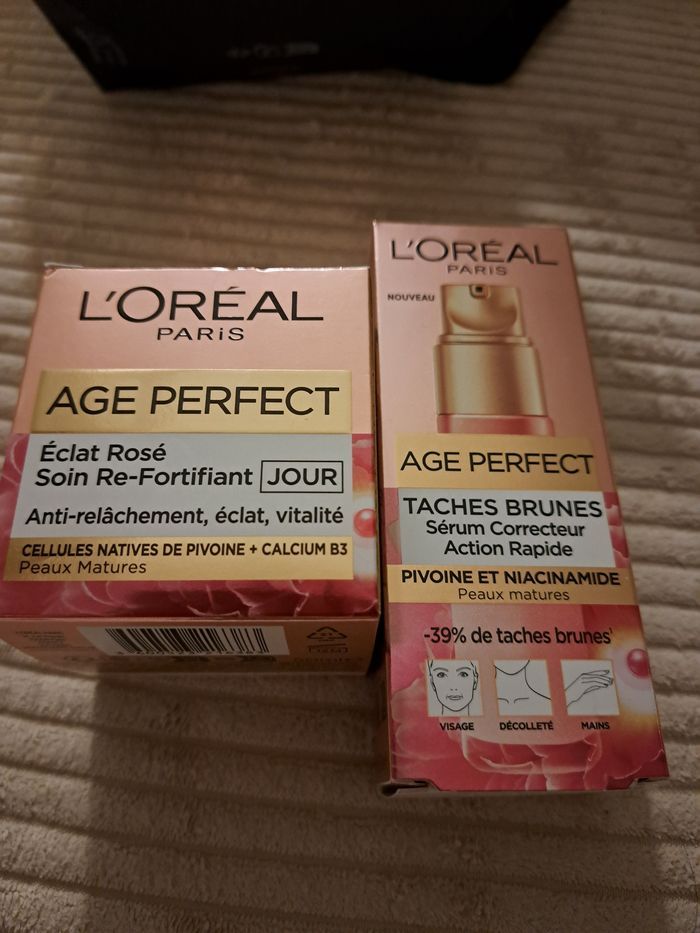 L'ORÉAL
PARIS
AGE PERFECT
Éclat Rosé
Soin Re-Fortifiant JOUR
Anti-relâchement, éclat, vitalité
CELLULES NATIVES DE PIVOINE + CALCIUM B3
Peaux Matures
L'ORÉAL
PARIS
NOUVEAU
AGE PERFECT
TACHES BRUNES
Sérum Correcteur
Action Rapide
PIVOINE ET NIACINAMIDE
Peaux matures
-39% de taches brunes¹
VISAGE
DÉCOLLETÉ
MAINS